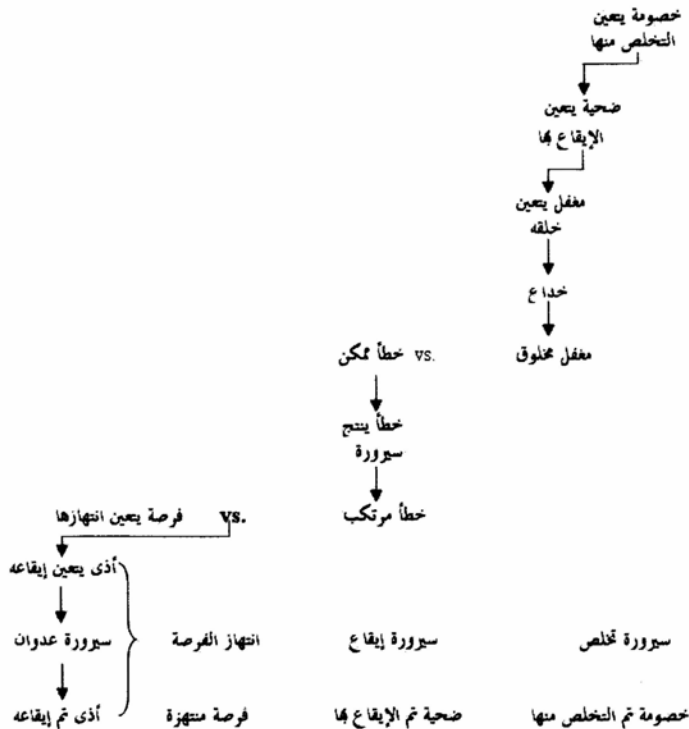 خصومة يتعين
التخلص منها
ضحية يتعين
الإيقاع بها
مغفل يتعين
خلقه
خداع
مغفل مخلوق vs. خطأ ممكن
خطأ ينتج
سيرورة
خطأ مرتكب vs. فرصة يتعين انتهازها
أذى يتعين إيقاعه
سيرورة تخلص سيرورة إيقاع انتهاز الفرصة سيرورة عدوان
خصومة تم التخلص منها ضحية تم الإيقاع بها فرصة منتهزة أذى تم إيقاعه